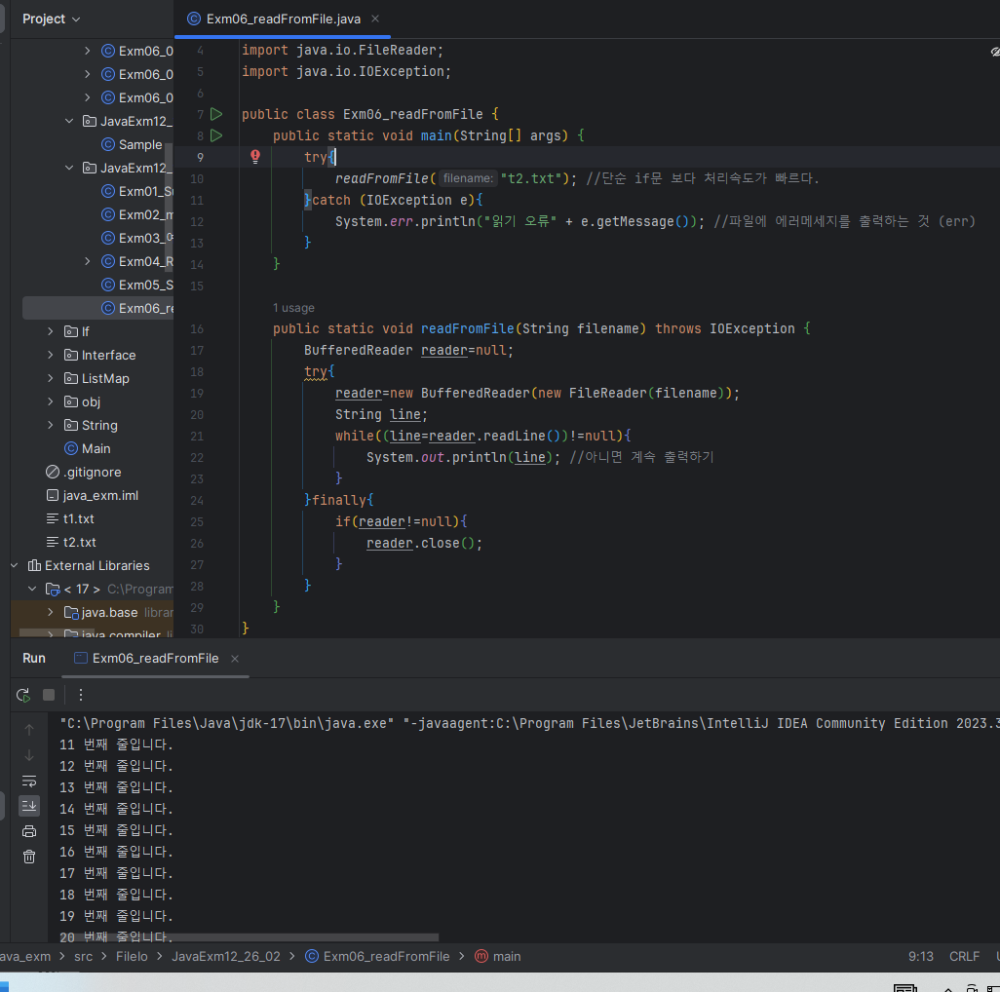 Project
Exm06_readFromFile.java
Exm06_0
Exm06_0
Exm06_0
JavaExm12_
Sample
JavaExm12_
Exm01_S
Exm02_m
Exm03_
Exm04_R
Exm05_S
Exm06_re
If
Interface
ListMap
obj
String
Main
.gitignore
java_exm.iml
t1.txt
t2.txt
External Libraries
< 17 > C:\Program
java.base librar
java.compiler
4 import java.io.FileReader;
5 import java.io.IOException;
6
7 public class Exm06_readFromFile {
8 public static void main(String[] args) {
9 try{
10 readFromFile( filename: "t2.txt"); //단순 if문 보다 처리속도가 빠르다.
11 }catch (IOException e){
12 System.err.println("읽기 오류" + e.getMessage()); //파일에 에러메세지를 출력하는 것 (err)
13 }
14 }
15
1 usage
16 public static void readFromFile(String filename) throws IOException {
17 BufferedReader reader=null;
18 try{
19 reader=new BufferedReader(new FileReader(filename));
20 String line;
21 while((line=reader.readLine())!=null){
22 System.out.println(line); //아니면 계속 출력하기
23 }
24 }finally{
25 if(reader!=null){
26 reader.close();
27 }
28 }
29 }
30 }
Run Exm06_readFromFile
"C:\Program Files\Java\jdk-17\bin\java.exe" "-javaagent:C:\Program Files\JetBrains\IntelliJ IDEA Community Edition 2023.3
11 번째 줄입니다.
12 번째 줄입니다.
13 번째 줄입니다.
14 번째 줄입니다.
15 번째 줄입니다.
16 번째 줄입니다.
17 번째 줄입니다.
18 번째 줄입니다.
19 번째 줄입니다.
20 번째 줄입니다.
ava_exm > src > FileIo > JavaExm12_26_02 > Exm06_readFromFile > main 9:13 CRLF